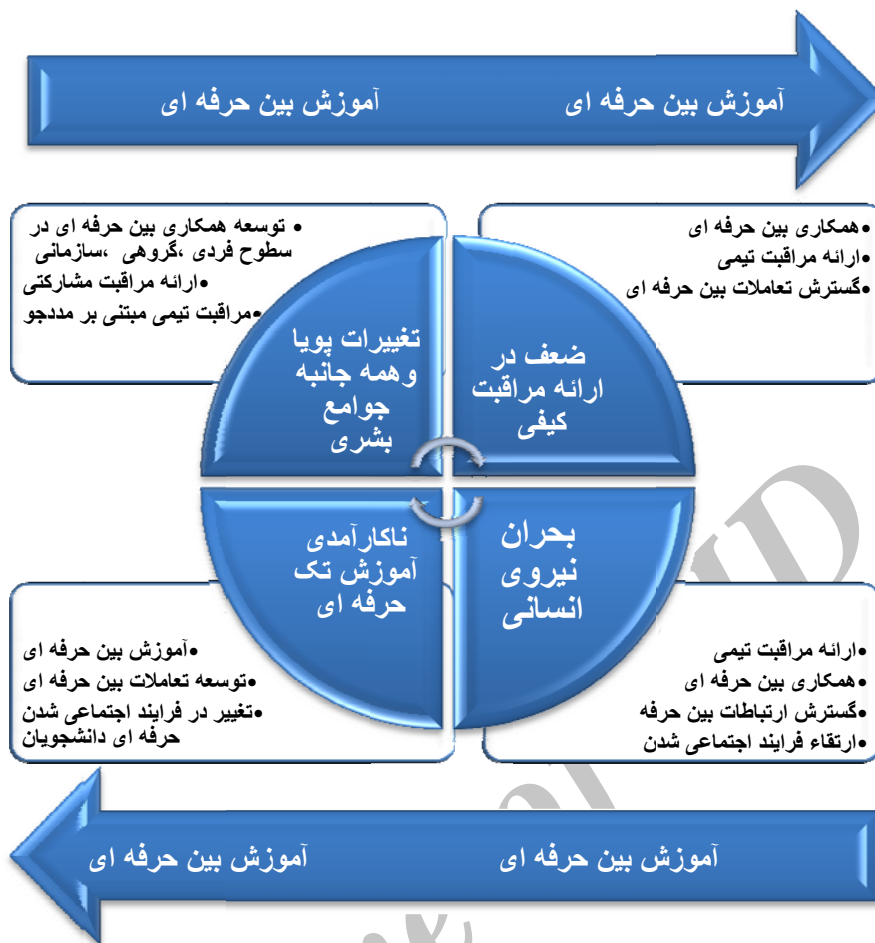 آموزش بین حرفه ای
آموزش بین حرفه ای
•همکاری بین حرفه ای
•ارائه مراقبت تیمی
•گسترش تعاملات بین حرفه ای
• توسعه همکاری بین حرفه ای در
سطوح فردی ،گروهی ،سازمانی
•ارائه مراقبت مشارکتی
•مراقبت تیمی مبتنی بر مددجو
ضعف در
ارائه مراقبت
کیفی
تغییرات پویا
وهمه جانبه
جوامع
بشری
بحران
نیروی
انسانی
ناکارآمدی
آموزش تک
حرفه ای
•ارائه مراقبت تیمی
•همکاری بین حرفه ای
•گسترش ارتباطات بین حرفه
•ارتقاء فرایند اجتماعی شدن
•آموزش بین حرفه ای
•توسعه تعاملات بین حرفه ای
•تغییر در فرایند اجتماعی شدن
حرفه ای دانشجویان
آموزش بین حرفه ای
آموزش بین حرفه ای